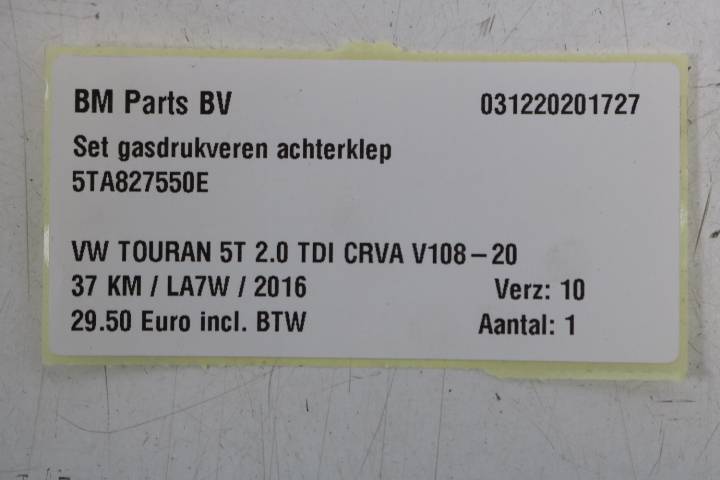 BM Parts BV 031220201727
Set gasdrukveren achterklep
5TA827550E
VW TOURAN 5T 2.0 TDI CRVA V108-20
37 KM / LA7W / 2016 Verz: 10
29.50 Euro incl. BTW Aantal: 1